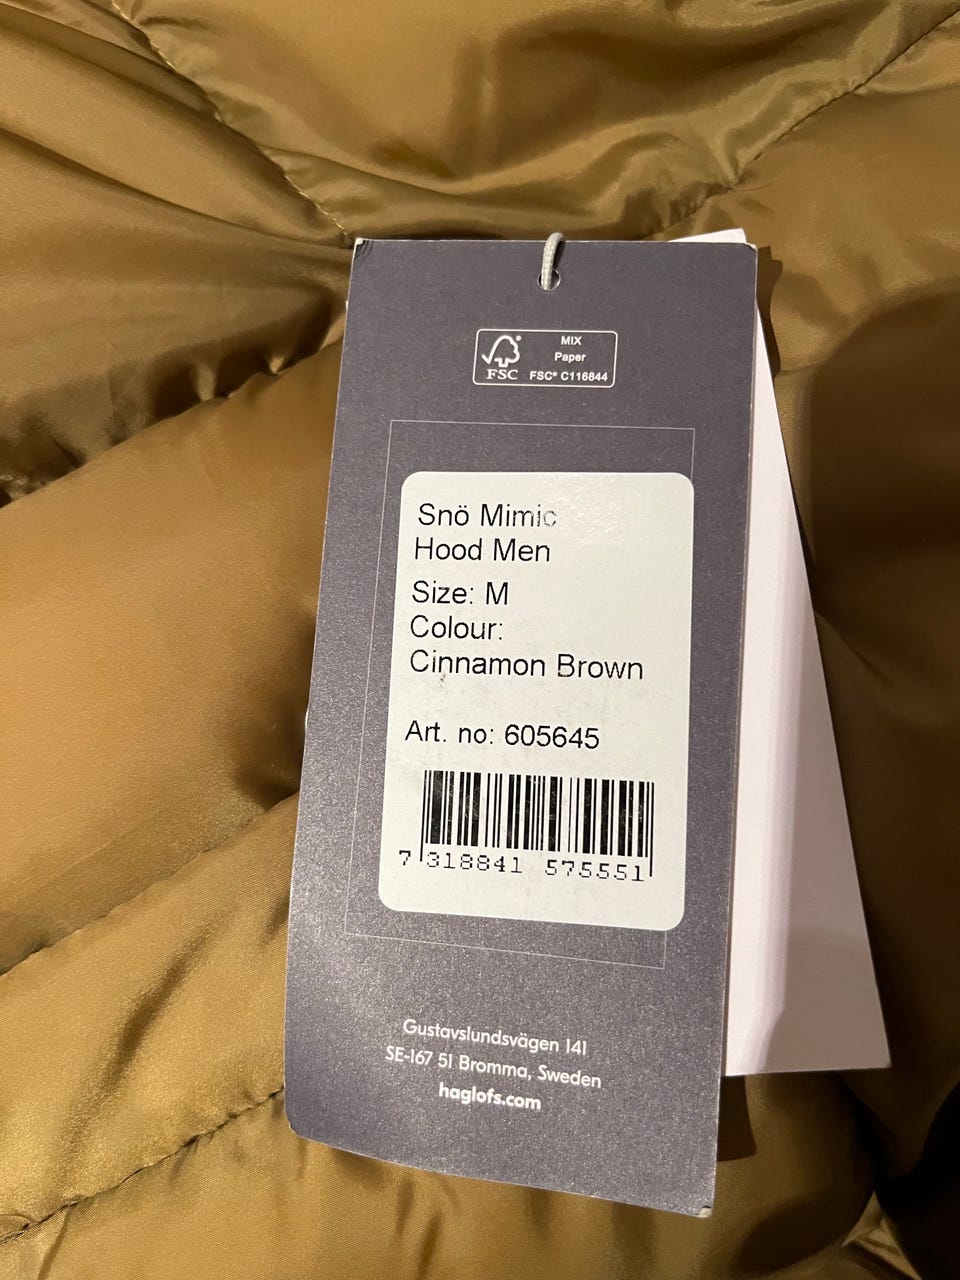 MIX
Paper
FSC
FSC® C116844
Snö Mimic
Hood Men
Size: M
Colour:
Cinnamon Brown
Art. no: 605645
7 318841 575551
Gustavslundsvägen 141
SE-167 51 Bromma, Sweden
haglofs.com